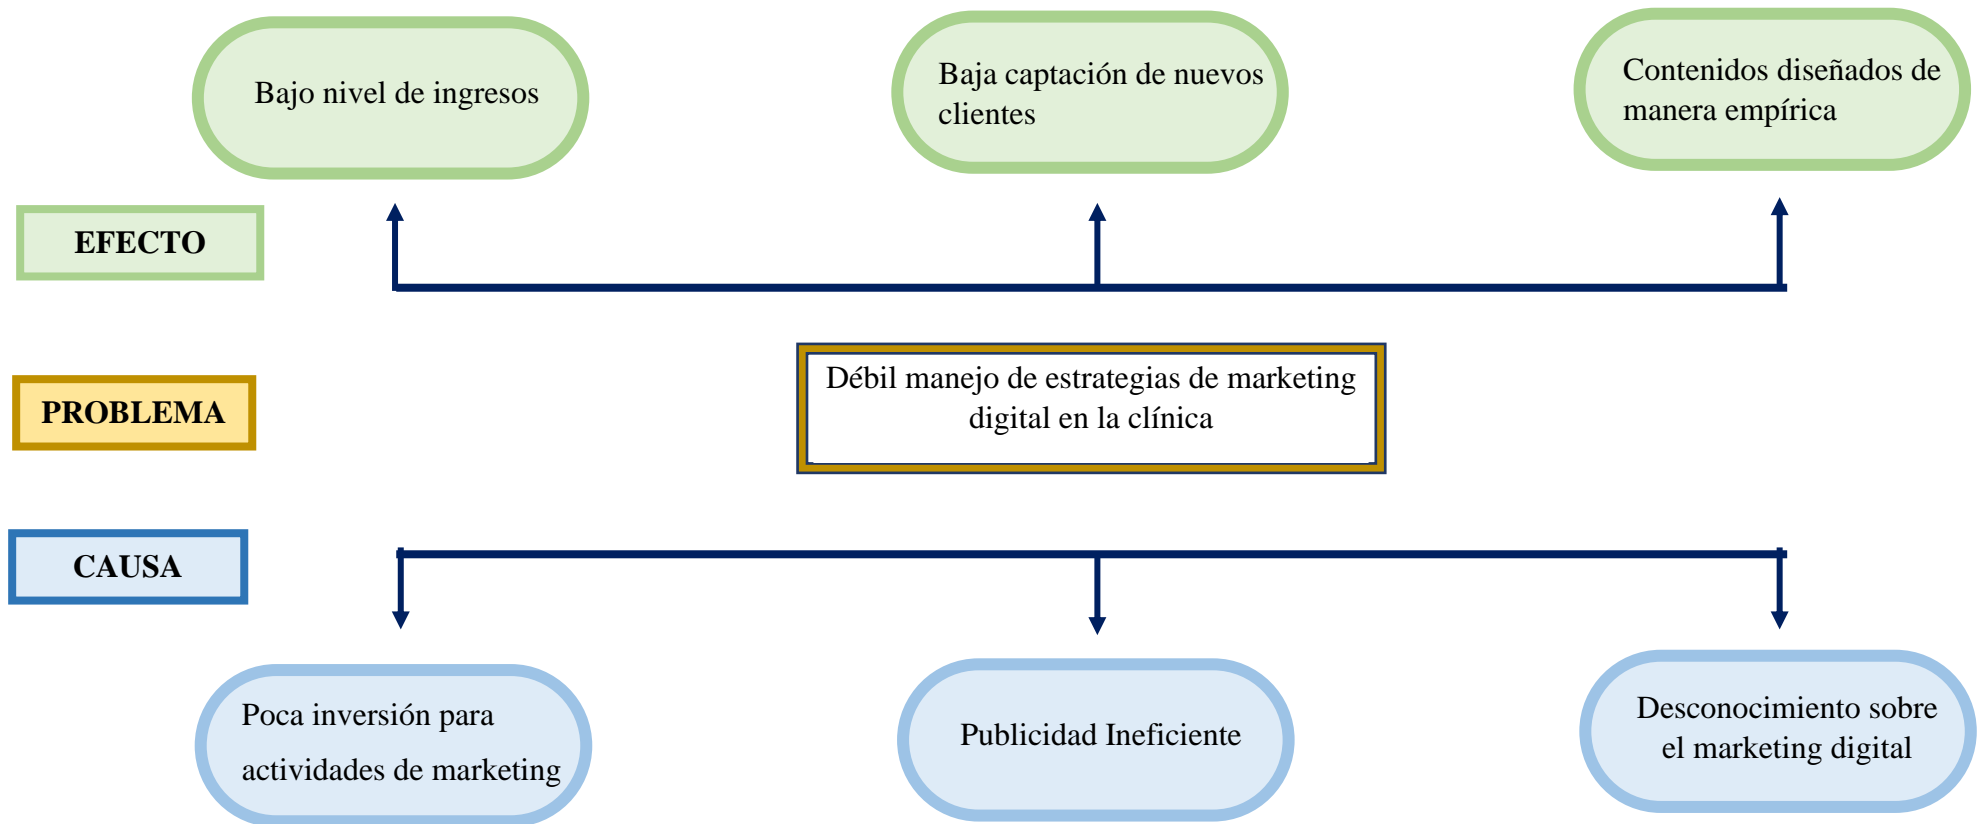 Bajo nivel de ingresos
Baja captación de nuevos
clientes
Contenidos diseñados de
manera empírica
EFECTO
PROBLEMA
Débil manejo de estrategias de marketing
digital en la clínica
CAUSA
Poca inversión para
actividades de marketing
Publicidad Ineficiente
Desconocimiento sobre
el marketing digital